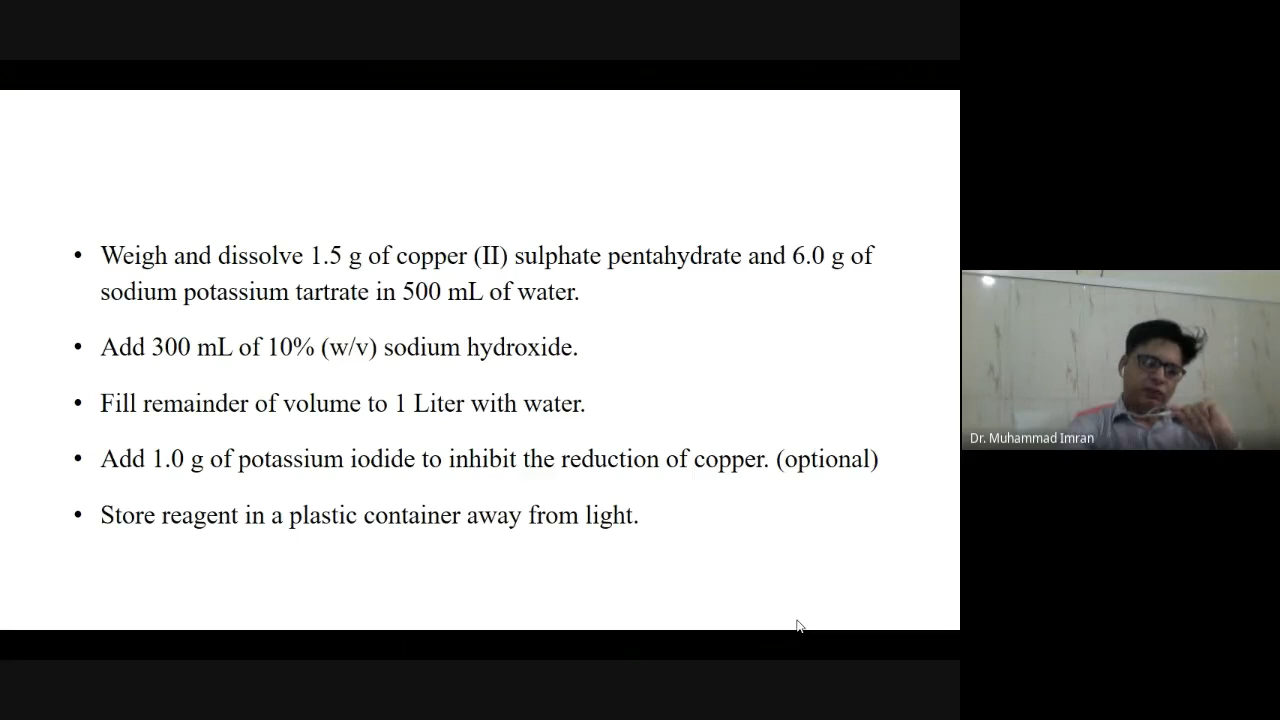 • Weigh and dissolve 1.5 g of copper (II) sulphate pentahydrate and 6.0 g of
sodium potassium tartrate in 500 mL of water.
• Add 300 mL of 10% (w/v) sodium hydroxide.
• Fill remainder of volume to 1 Liter with water.
• Add 1.0 g of potassium iodide to inhibit the reduction of copper. (optional)
• Store reagent in a plastic container away from light.
Dr. Muhammad Imran